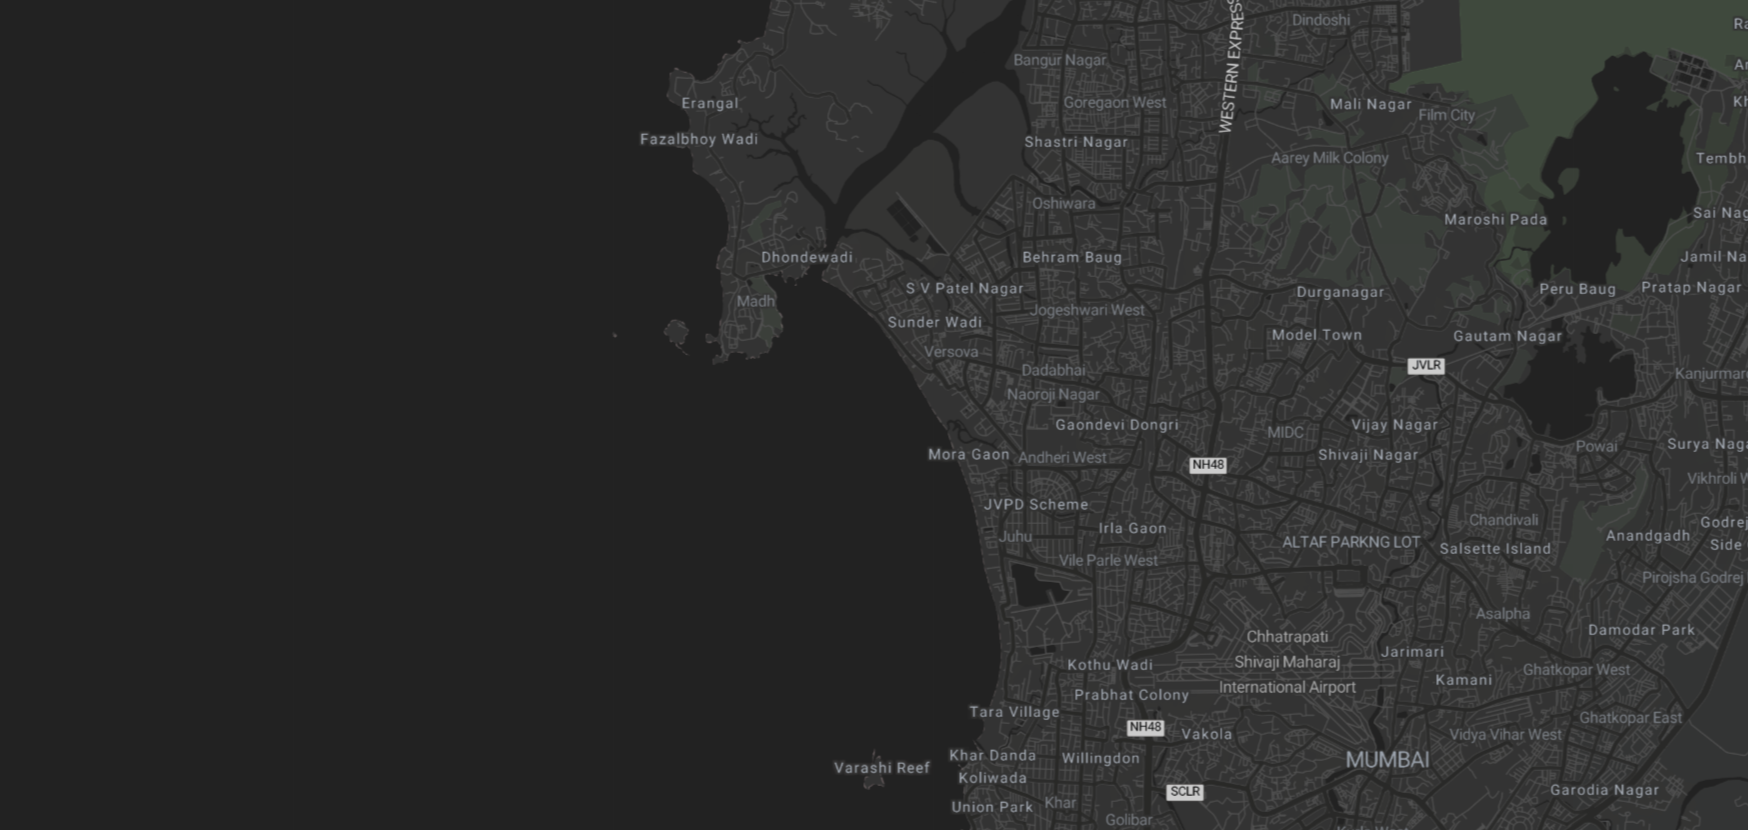 Dindoshi
WESTERN EXPRESS
Bangur Nagar
Goregaon West
Erangal
Mali Nagar
Film City
Fazalbhoy Wadi
Shastri Nagar
Aarey Milk Colony
Tembh
Oshiwara
Maroshi Pada
Sai Nag
Dhondewadi
Behram Baug
Jamil Na
S V Patel Nagar
Durganagar
Peru Baug
Pratap Nagar
Madh
Jogeshwari West
Sunder Wadi
Model Town
Gautam Nagar
Versova
JVLR
Dadabhai
Naoroji Nagar
Kanjurmar
Gaondevi Dongri
MIDC
Vijay Nagar
Powai
Surya Naga
Mora Gaon
Andheri West
NH48
Shivaji Nagar
Vikhroli W
JVPD Scheme
Irla Gaon
Chandivali
Godrej
Side
Juhu
ALTAF PARKNG LOT
Salsette Island
Anandgadh
Vile Parle West
Pirojsha Godrej
Asalpha
Damodar Park
Chhatrapati
Shivaji Maharaj
International Airport
Jarimari
Kothu Wadi
Kamani
Ghatkopar West
Prabhat Colony
Tara Village
NH48
Vakola
Ghatkopar East
Vidya Vihar West
Khar Danda
Koliwada
Willingdon
MUMBAI
Varashi Reef
SCLR
Garodia Nagar
Union Park
Khar
Golibar